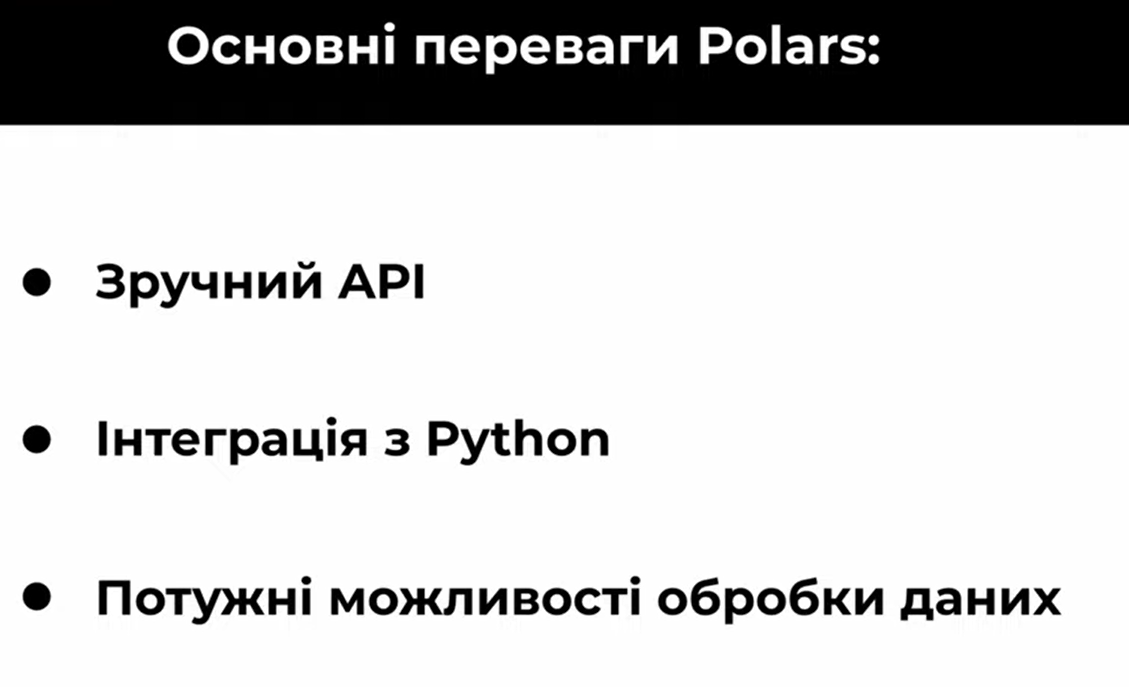 Основні переваги Polars:
● Зручний API
● Інтеграція з Python
● Потужні можливості обробки даних